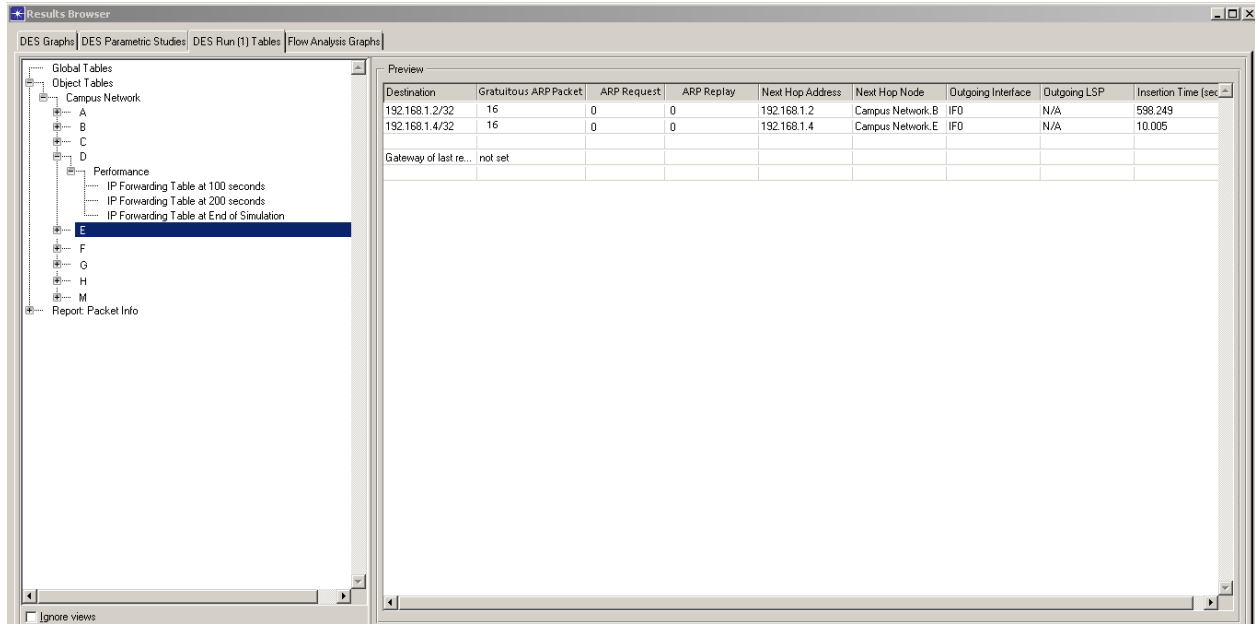 Results Browser
DES Graphs DES Parametric Studies DES Run (1) Tables Flow Analysis Graphs
Global Tables
Object Tables
Campus Network
A
B
C
D
Performance
IP Forwarding Table at 100 seconds
IP Forwarding Table at 200 seconds
IP Forwarding Table at End of Simulation
E
F
G
H
M
Report: Packet Info
Ignore views
Preview
Destination Gratuitous ARP Packet ARP Request ARP Replay Next Hop Address Next Hop Node Outgoing Interface Outgoing LSP Insertion Time (sec
192.168.1.2/32 16 0 0 192.168.1.2 Campus Network.B IF0 N/A 598.249
192.168.1.4/32 16 0 0 192.168.1.4 Campus Network.E IF0 N/A 10.005
Gateway of last re... not set